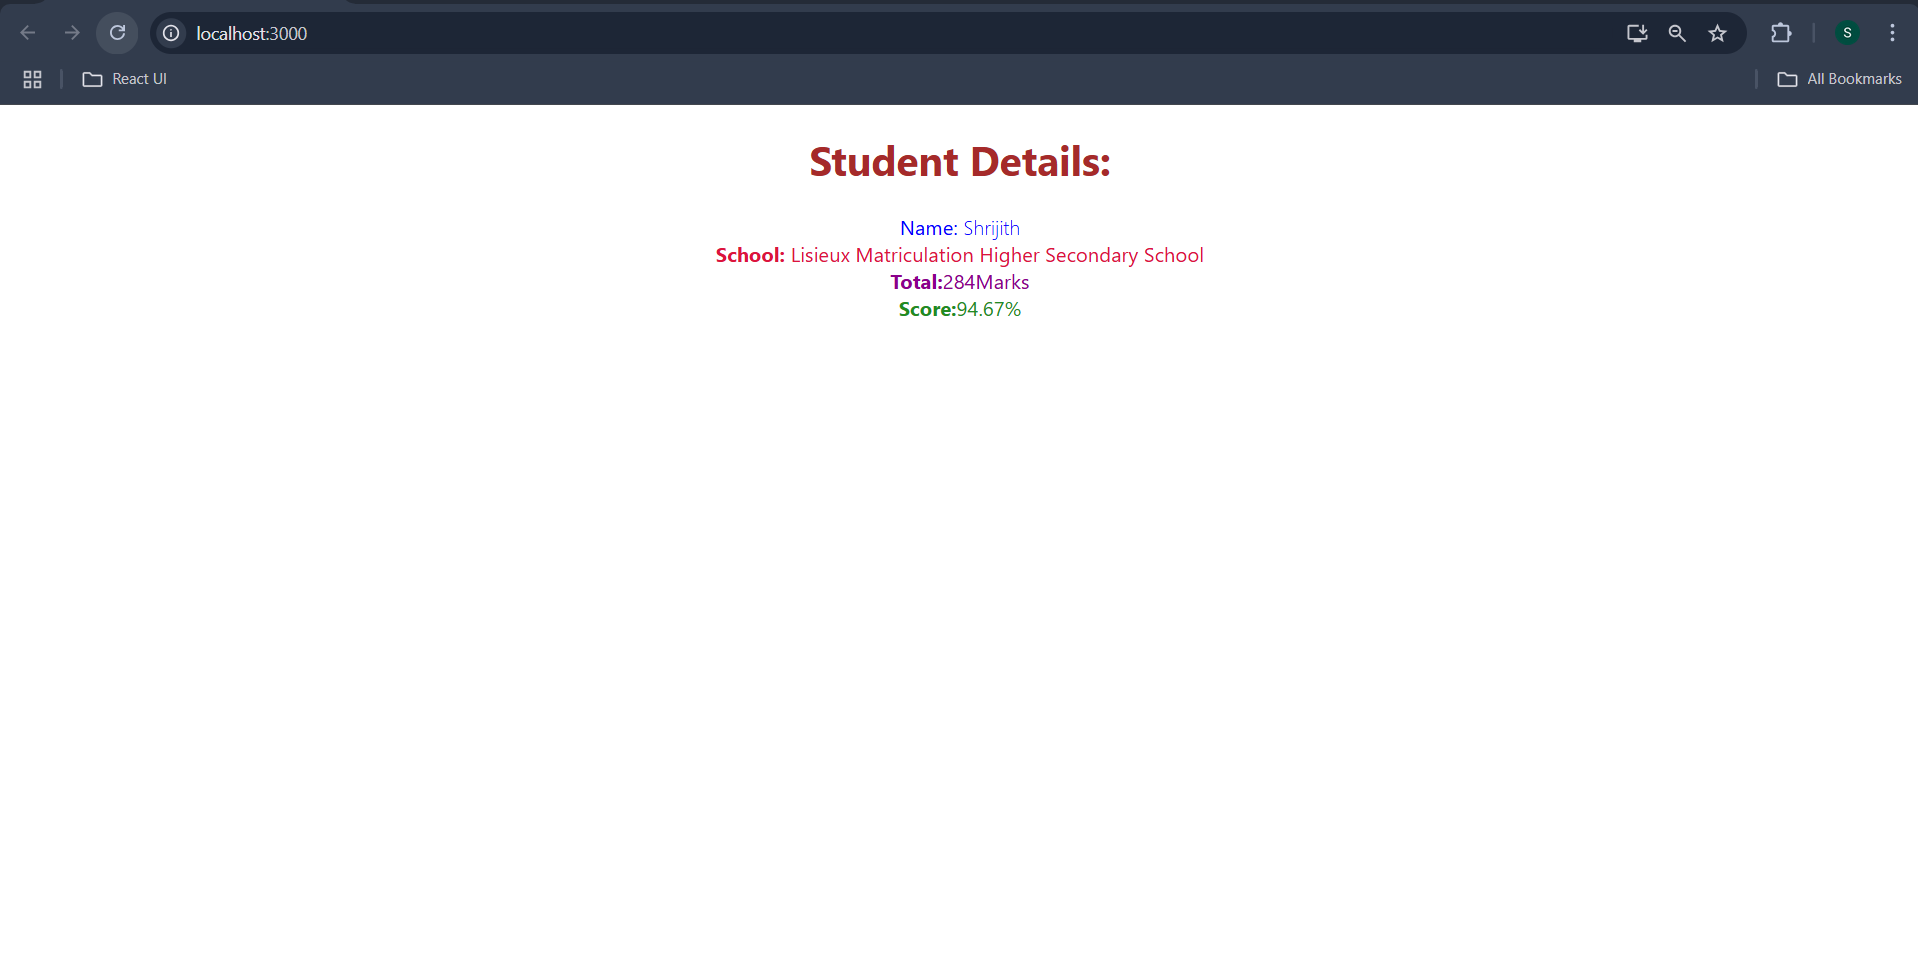 localhost:3000
S
React UI
All Bookmarks
Student Details:
Name: Shrijith
School: Lisieux Matriculation Higher Secondary School
Total:284Marks
Score:94.67%